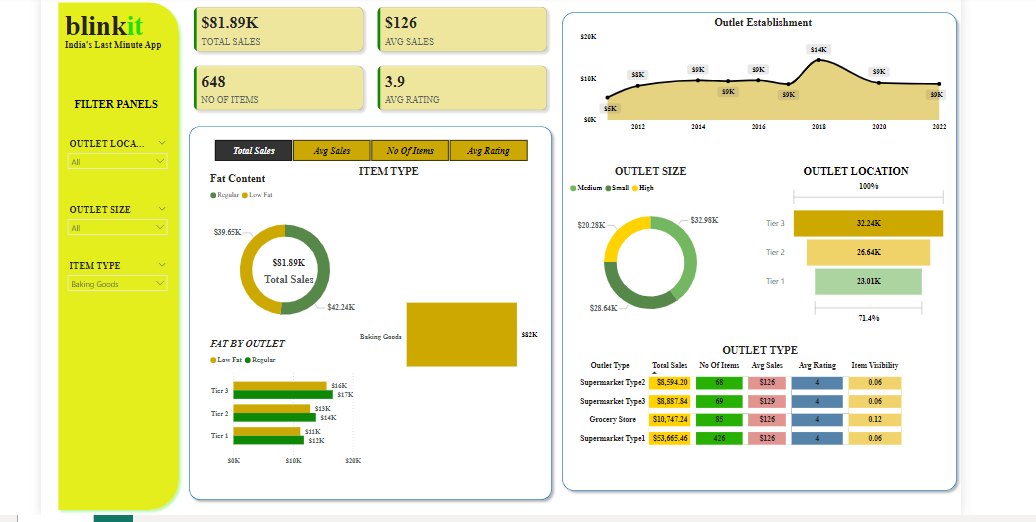 blinkit
India's Last Minute App
FILTER PANELS
OUTLET LOCA...
All
OUTLET SIZE
All
ITEM TYPE
Baking Goods
$81.89K
TOTAL SALES
$126
AVG SALES
648
NO OF ITEMS
3.9
AVG RATING
Total Sales Avg Sales No Of Items Avg Rating
Fat Content
Regular Low Fat
$39.65K
$81.89K
Total Sales
$42.24K
ITEM TYPE
Baking Goods $82K
FAT BY OUTLET
Low Fat Regular
Tier 3 $16K $17K
Tier 2 $13K $14K
Tier 1 $11K $12K
$0K $10K $20K
Outlet Establishment
$20K
$10K
$0K
$5K $8K $9K $9K $9K $9K $14K $9K $9K
2012 2014 2016 2018 2020 2022
OUTLET SIZE
Medium Small High
$20.28K
$32.98K
$28.64K
OUTLET LOCATION
100%
Tier 3 32.24K
Tier 2 26.64K
Tier 1 23.01K
71.4%
OUTLET TYPE
Outlet Type Total Sales No Of Items Avg Sales Avg Rating Item Visibility
Supermarket Type2 $8,594.20 68 $126 4 0.06
Supermarket Type3 $8,887.84 69 $129 4 0.06
Grocery Store $10,747.24 85 $126 4 0.12
Supermarket Type1 $53,665.46 426 $126 4 0.06